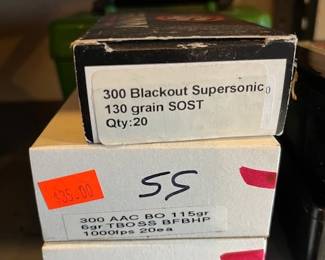 300 Blackout Supersonic
130 grain SOST
Qty:20
$35.00
SS
300 AAC BO 115gr
6gr TBOSS BFBHP
1000fps 20ea